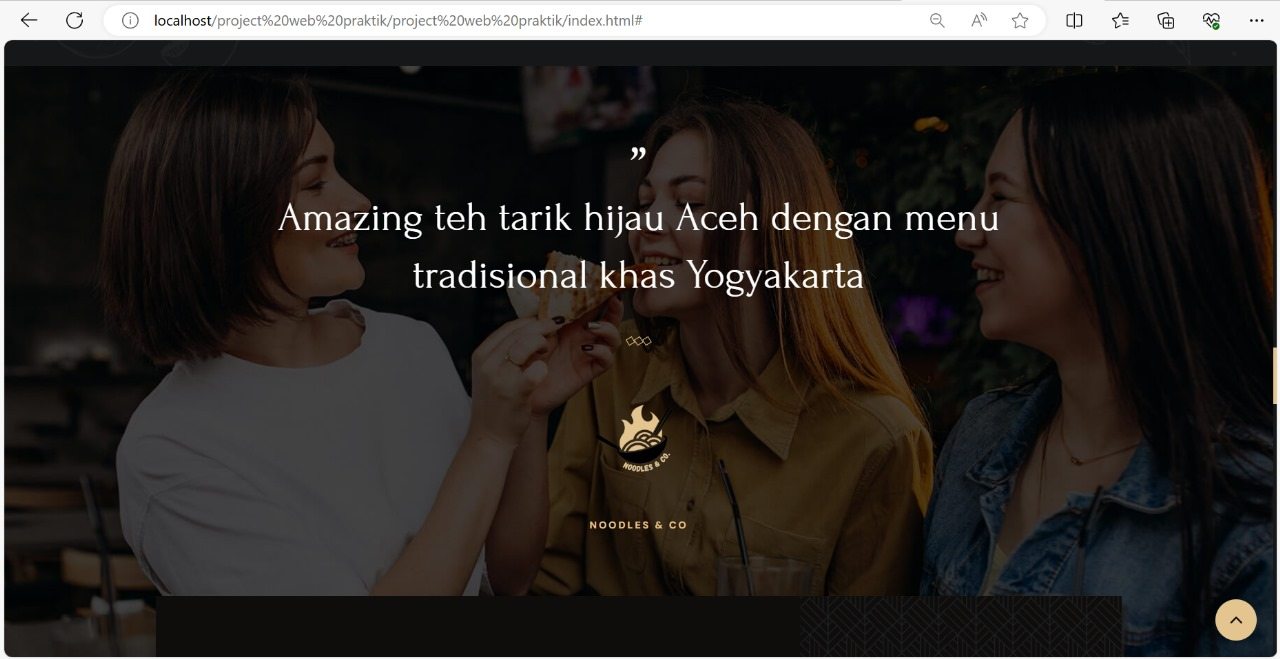 localhost/project%20web%20praktik/project%20web%20praktik/index.html#
”
Amazing teh tarik hijau Aceh dengan menu
tradisional khas Yogyakarta
NOODLES & CO.
NOODLES & CO